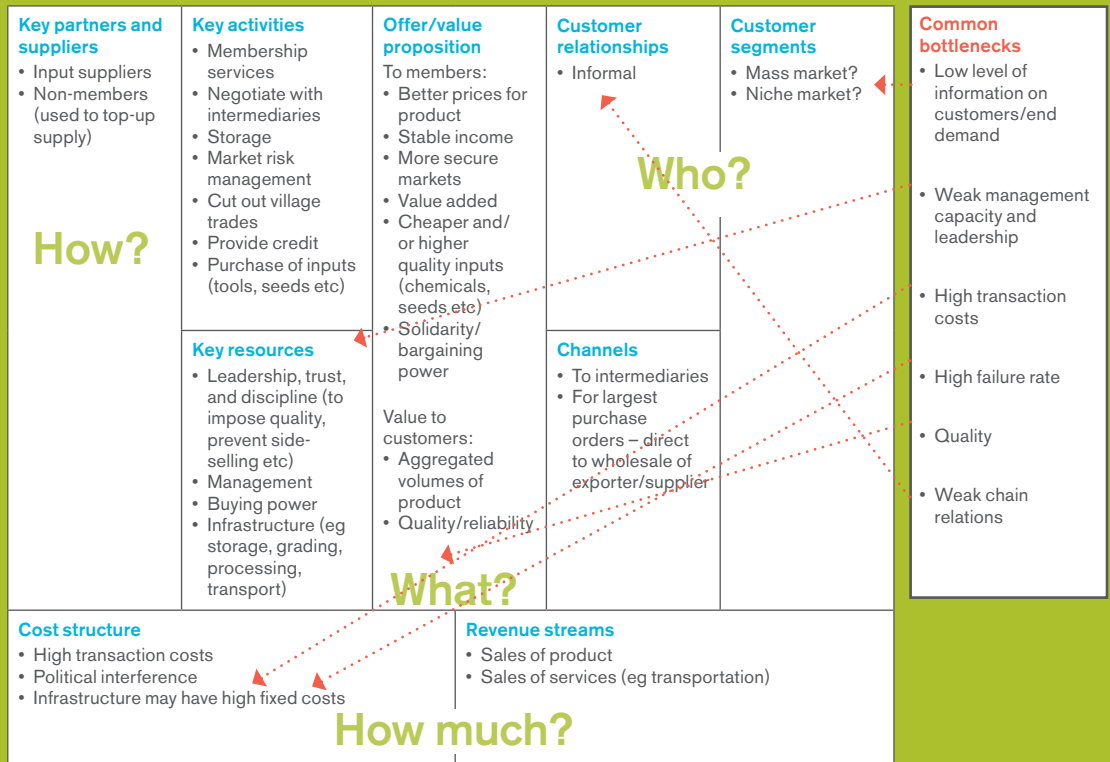 Key partners and
suppliers
• Input suppliers
• Non-members
(used to top-up
supply)
How?
Key activities
• Membership
services
• Negotiate with
intermediaries
• Storage
• Market risk
management
• Cut out village
trades
• Provide credit
• Purchase of inputs
(tools, seeds etc)
Key resources
• Leadership, trust,
and discipline (to
impose quality,
prevent side-
selling etc)
• Management
• Buying power
• Infrastructure (eg
storage, grading,
processing,
transport)
Offer/value
proposition
To members:
• Better prices for
product
• Stable income
• More secure
markets
• Value added
• Cheaper and/
or higher
quality inputs
(chemicals,
seeds etc)
• Solidarity/
bargaining
power
Value to
customers:
• Aggregated
volumes of
product
• Quality/reliability
What?
Customer
relationships
• Informal
Who?
Channels
• To intermediaries
• For largest
purchase
orders – direct
to wholesale of
exporter/supplier
Customer
segments
• Mass market?
• Niche market?
Cost structure
• High transaction costs
• Political interference
• Infrastructure may have high fixed costs
Revenue streams
• Sales of product
• Sales of services (eg transportation)
How much?
Common
bottlenecks
• Low level of
information on
customers/end
demand
• Weak management
capacity and
leadership
• High transaction
costs
• High failure rate
• Quality
• Weak chain
relations